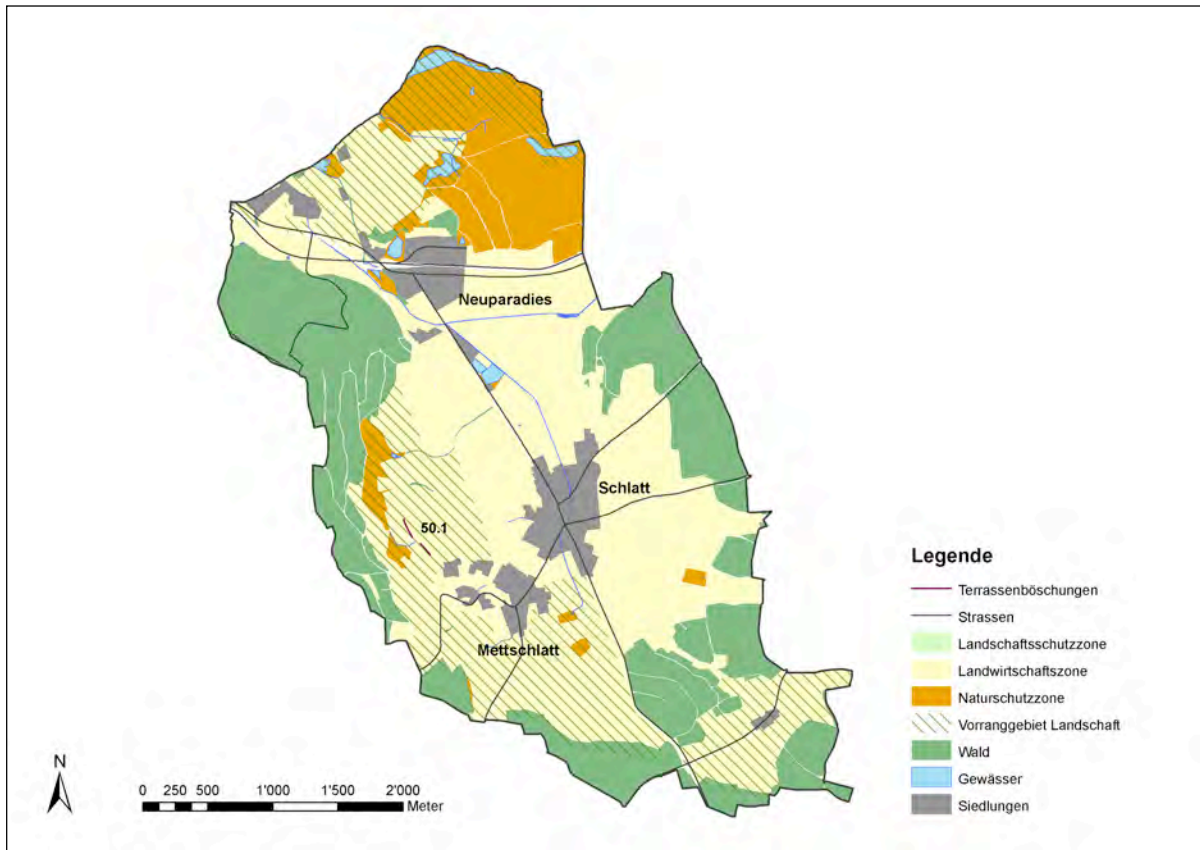 Neuparadies
Schlatt
50.1
Mettschlatt
Legende
Terrassenböschungen
Strassen
Landschaftsschutzzone
Landwirtschaftszone
Naturschutzzone
Vorranggebiet Landschaft
Wald
Gewässer
Siedlungen
N
0 250 500 1'000 1'500 2'000
Meter